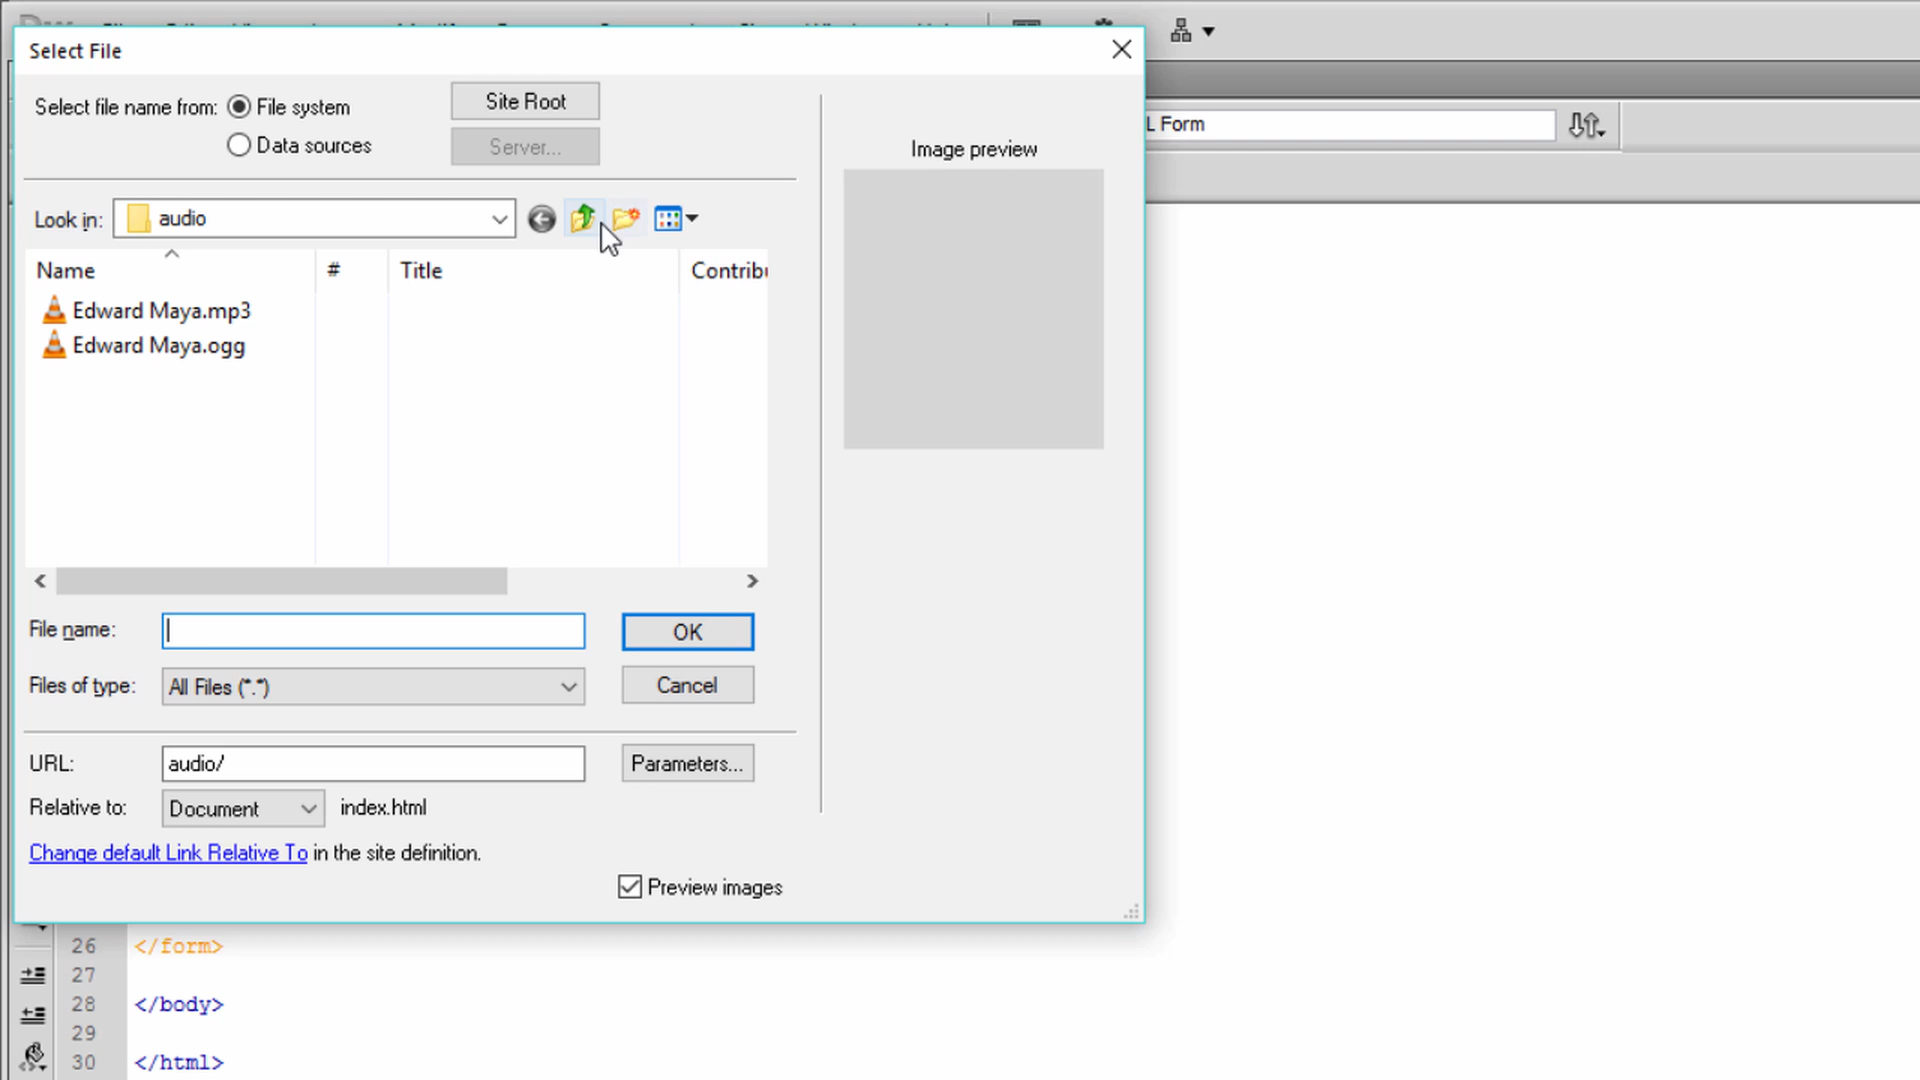 Select File
Select file name from: File system
Data sources
Site Root
Server...
L Form
Image preview
Look in: audio
Name # Title Contribu
Edward Maya.mp3
Edward Maya.ogg
File name: OK
Files of type: All Files (*.*) Cancel
URL: audio/ Parameters...
Relative to: Document index.html
Change default Link Relative To in the site definition.
Preview images
26 </form>
27
28 </body>
29
30 </html>